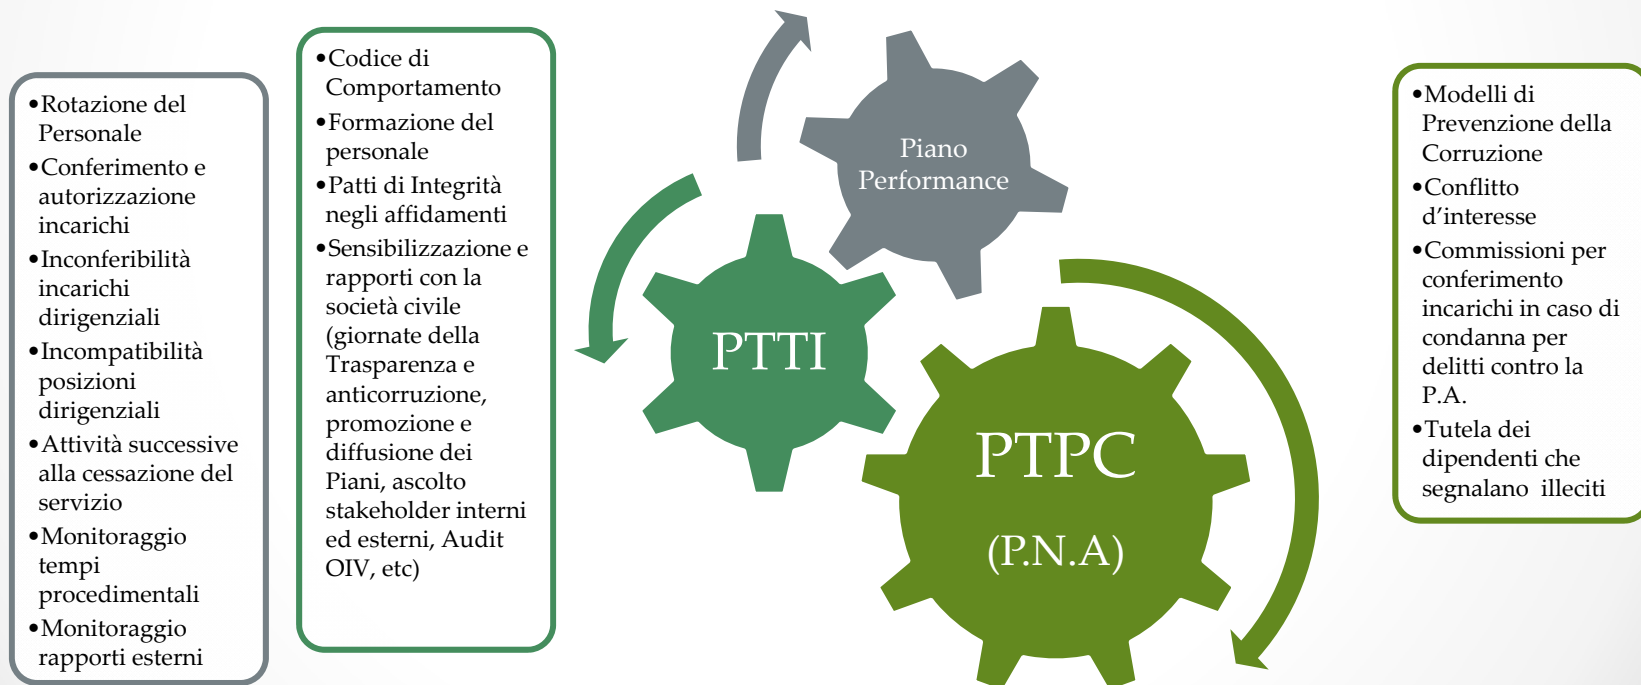 •Rotazione del
Personale
•Conferimento e
autorizzazione
incarichi
•Inconferibilità
incarichi
dirigenziali
•Incompatibilità
posizioni
dirigenziali
•Attività successive
alla cessazione del
servizio
•Monitoraggio
tempi
procedimentali
•Monitoraggio
rapporti esterni
•Codice di
Comportamento
•Formazione del
personale
•Patti di Integrità
negli affidamenti
•Sensibilizzazione e
rapporti con la
società civile
(giornate della
Trasparenza e
anticorruzione,
promozione e
diffusione dei
Piani, ascolto
stakeholder interni
ed esterni, Audit
OIV, etc)
Piano
Performance
PTTI
PTPC
(P.N.A)
•Modelli di
Prevenzione della
Corruzione
•Conflitto
d’interesse
•Commissioni per
conferimento
incarichi in caso di
condanna per
delitti contro la
P.A.
•Tutela dei
dipendenti che
segnalano illeciti